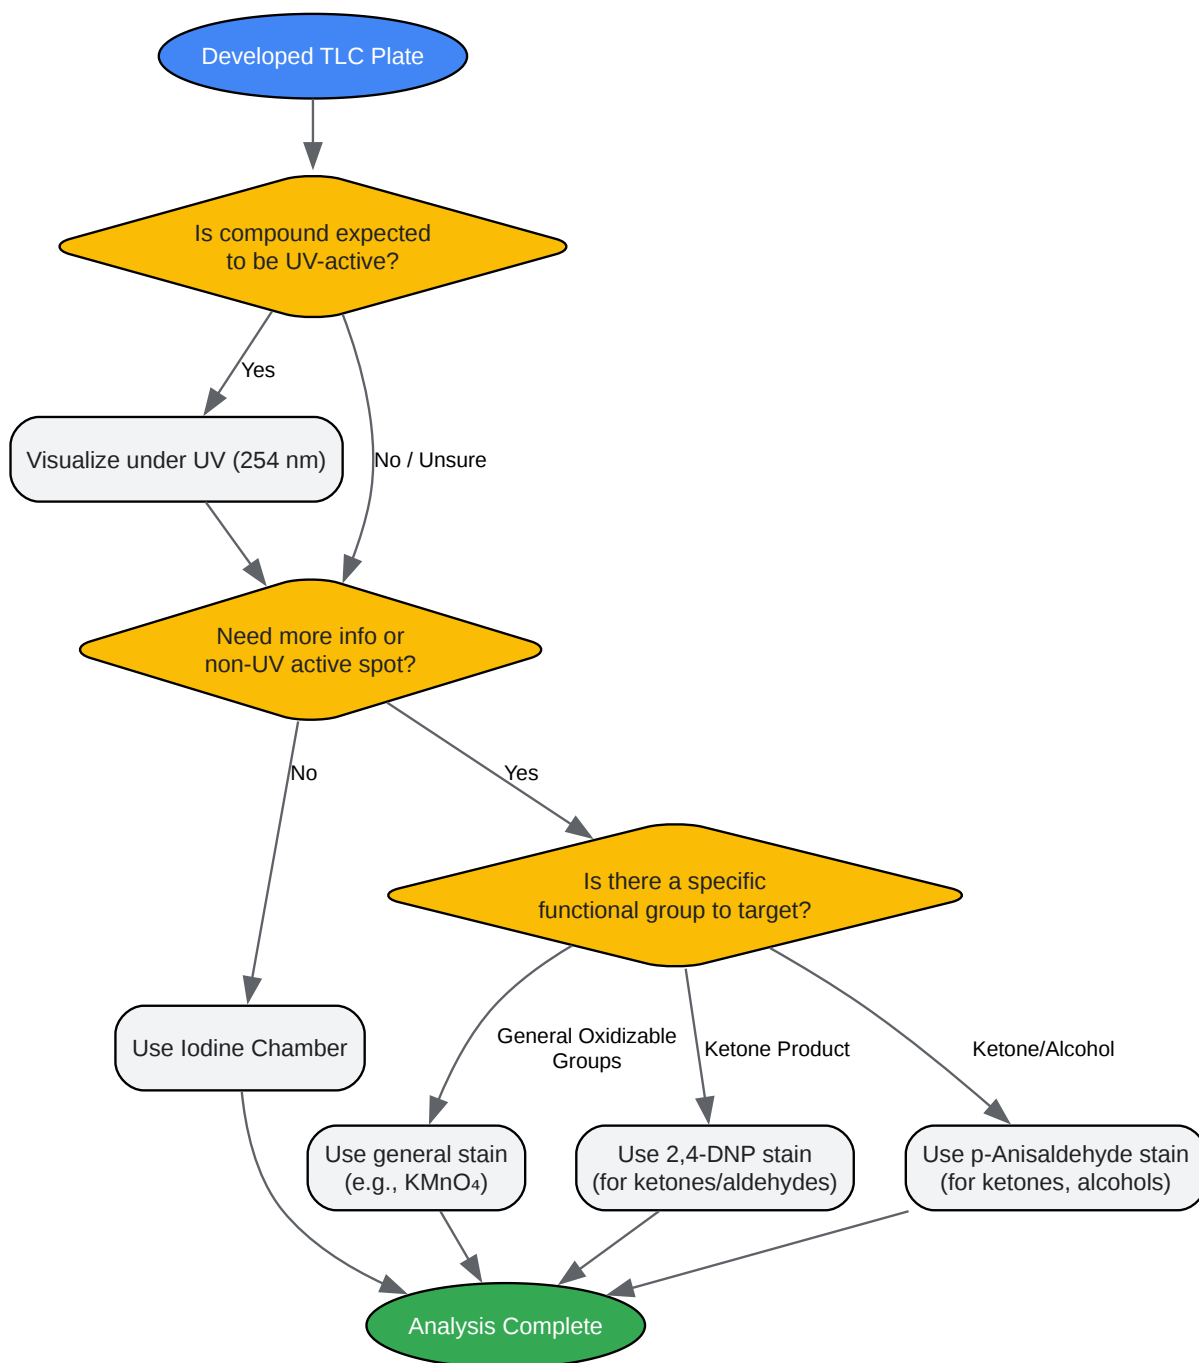 Developed TLC Plate
Is compound expected
to be UV-active?
Yes
Visualize under UV (254 nm)
No / Unsure
Need more info or
non-UV active spot?
No
Yes
Is there a specific
functional group to target?
General Oxidizable
Groups
Ketone Product
Ketone/Alcohol
Use Iodine Chamber
Use general stain
(e.g., KMnO₄)
Use 2,4-DNP stain
(for ketones/aldehydes)
Use p-Anisaldehyde stain
(for ketones, alcohols)
Analysis Complete